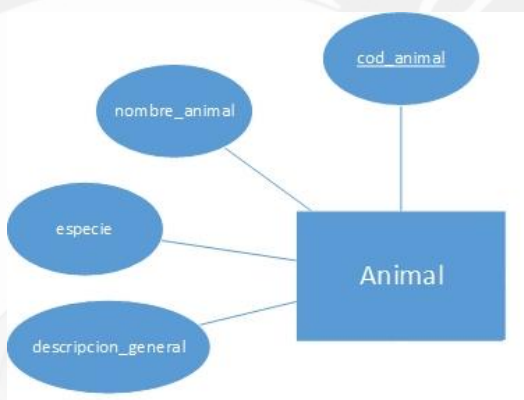 cod_animal
nombre_animal
especie
Animal
descripcion_general